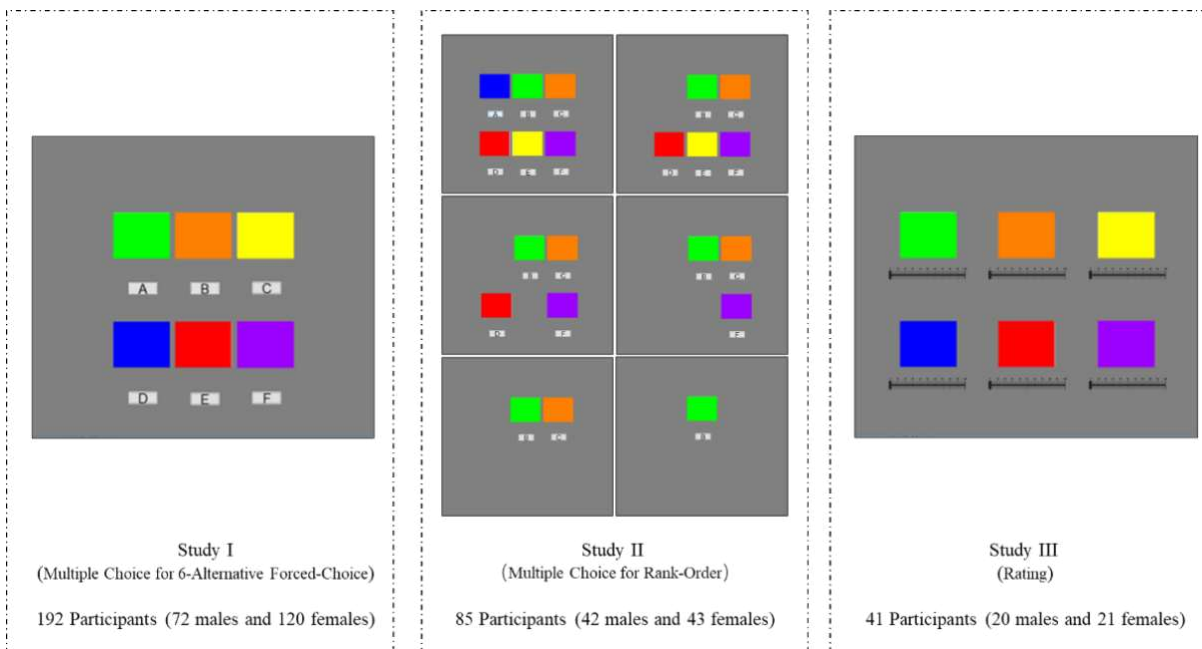 A B C
D E F
A C
C
D E F
D E F
C
D F
C
F
C
Study I
(Multiple Choice for 6-Alternative Forced-Choice)
192 Participants (72 males and 120 females)
Study II
(Multiple Choice for Rank-Order)
85 Participants (42 males and 43 females)
Study III
(Rating)
41 Participants (20 males and 21 females)